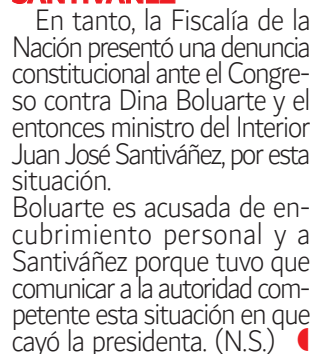 SANTIVÁÑEZ
En tanto, la Fiscalía de la
Nación presentó una denuncia
constitucional ante el Congre-
so contra Dina Boluarte y el
entonces ministro del Interior
Juan José Santiváñez, por esta
situación.
Boluarte es acusada de en-
cubrimiento personal y a
Santiváñez porque tuvo que
comunicar a la autoridad com-
petente esta situación en que
cayó la presidenta. (N.S.)